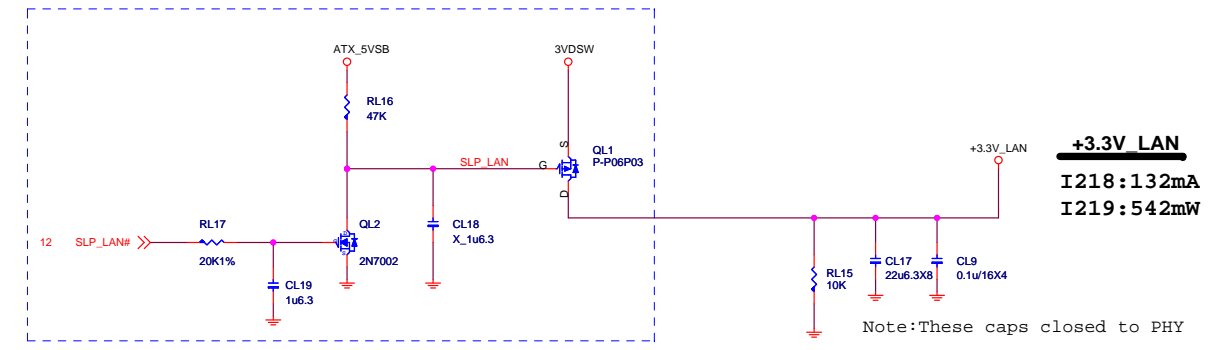 ATX_5VSB
3VDSW
RL16
47K
S
QL1
P-P06P03
SLP_LAN
G
D
+3.3V_LAN
+3.3V_LAN
I218:132mA
I219:542mW
12
SLP_LAN#
RL17
20K1%
QL2
2N7002
CL18
X_1u6.3
CL19
1u6.3
RL15
10K
CL17
22u6.3X8
CL9
0.1u/16X4
Note:These caps closed to PHY